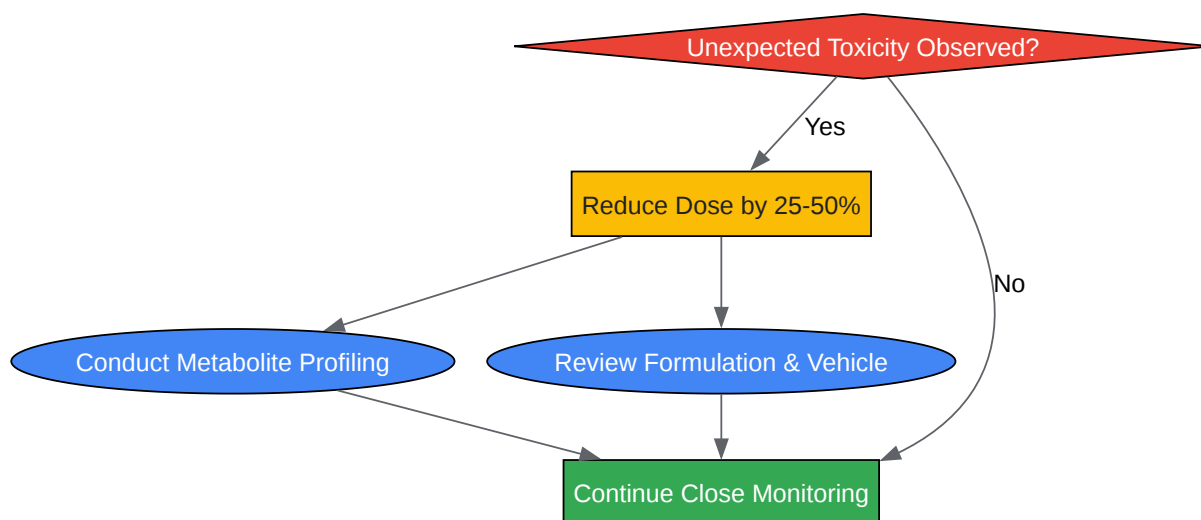 Unexpected Toxicity Observed?
Yes
Reduce Dose by 25-50%
No
Conduct Metabolite Profiling
Review Formulation & Vehicle
Continue Close Monitoring